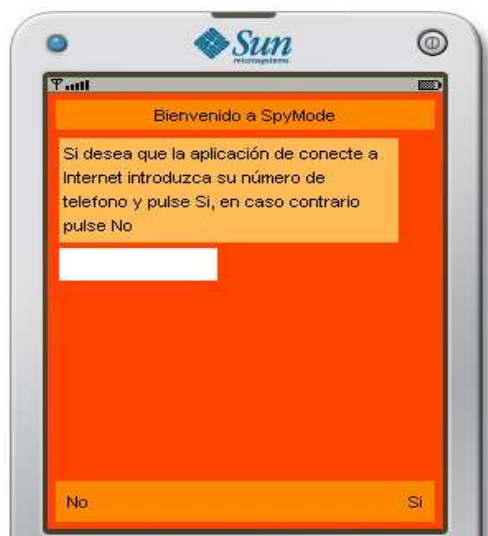 Sun
microsystems
Bienvenido a SpyMode
Si desea que la aplicación de conecte a
Internet introduzca su número de
telefono y pulse Si, en caso contrario
pulse No
No
Si